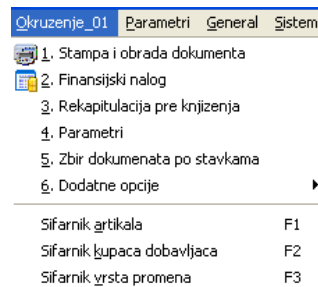 Okruzenje_01 Parametri General Sistem
1. Stampa i obrada dokumenta
2. Finansijski nalog
3. Rekapitulacija pre knjizenja
4. Parametri
5. Zbir dokumenata po stavkama
6. Dodatne opcije
Sifarnik artikala F1
Sifarnik kupaca dobavljaca F2
Sifarnik vrsta promena F3